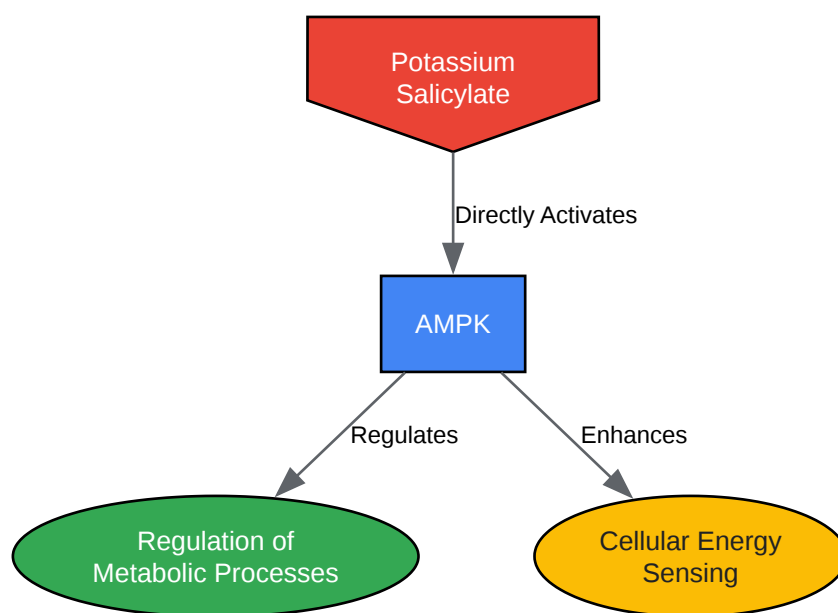 Potassium
Salicylate
Directly Activates
AMPK
Regulates
Enhances
Regulation of
Metabolic Processes
Cellular Energy
Sensing